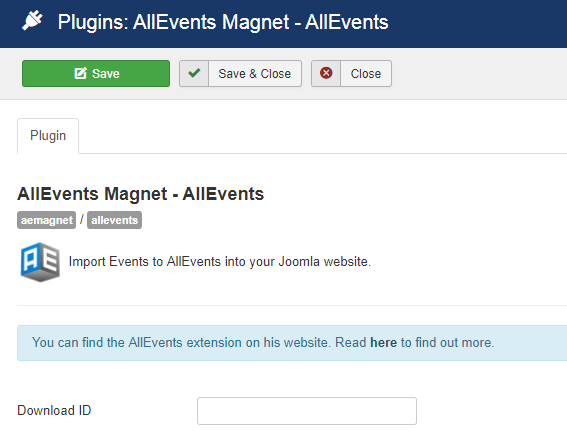 Plugins: AllEvents Magnet - AllEvents
Save Save & Close Close
Plugin
AllEvents Magnet - AllEvents
aemagnet / allevents
AE Import Events to AllEvents into your Joomla website.
You can find the AllEvents extension on his website. Read here to find out more.
Download ID